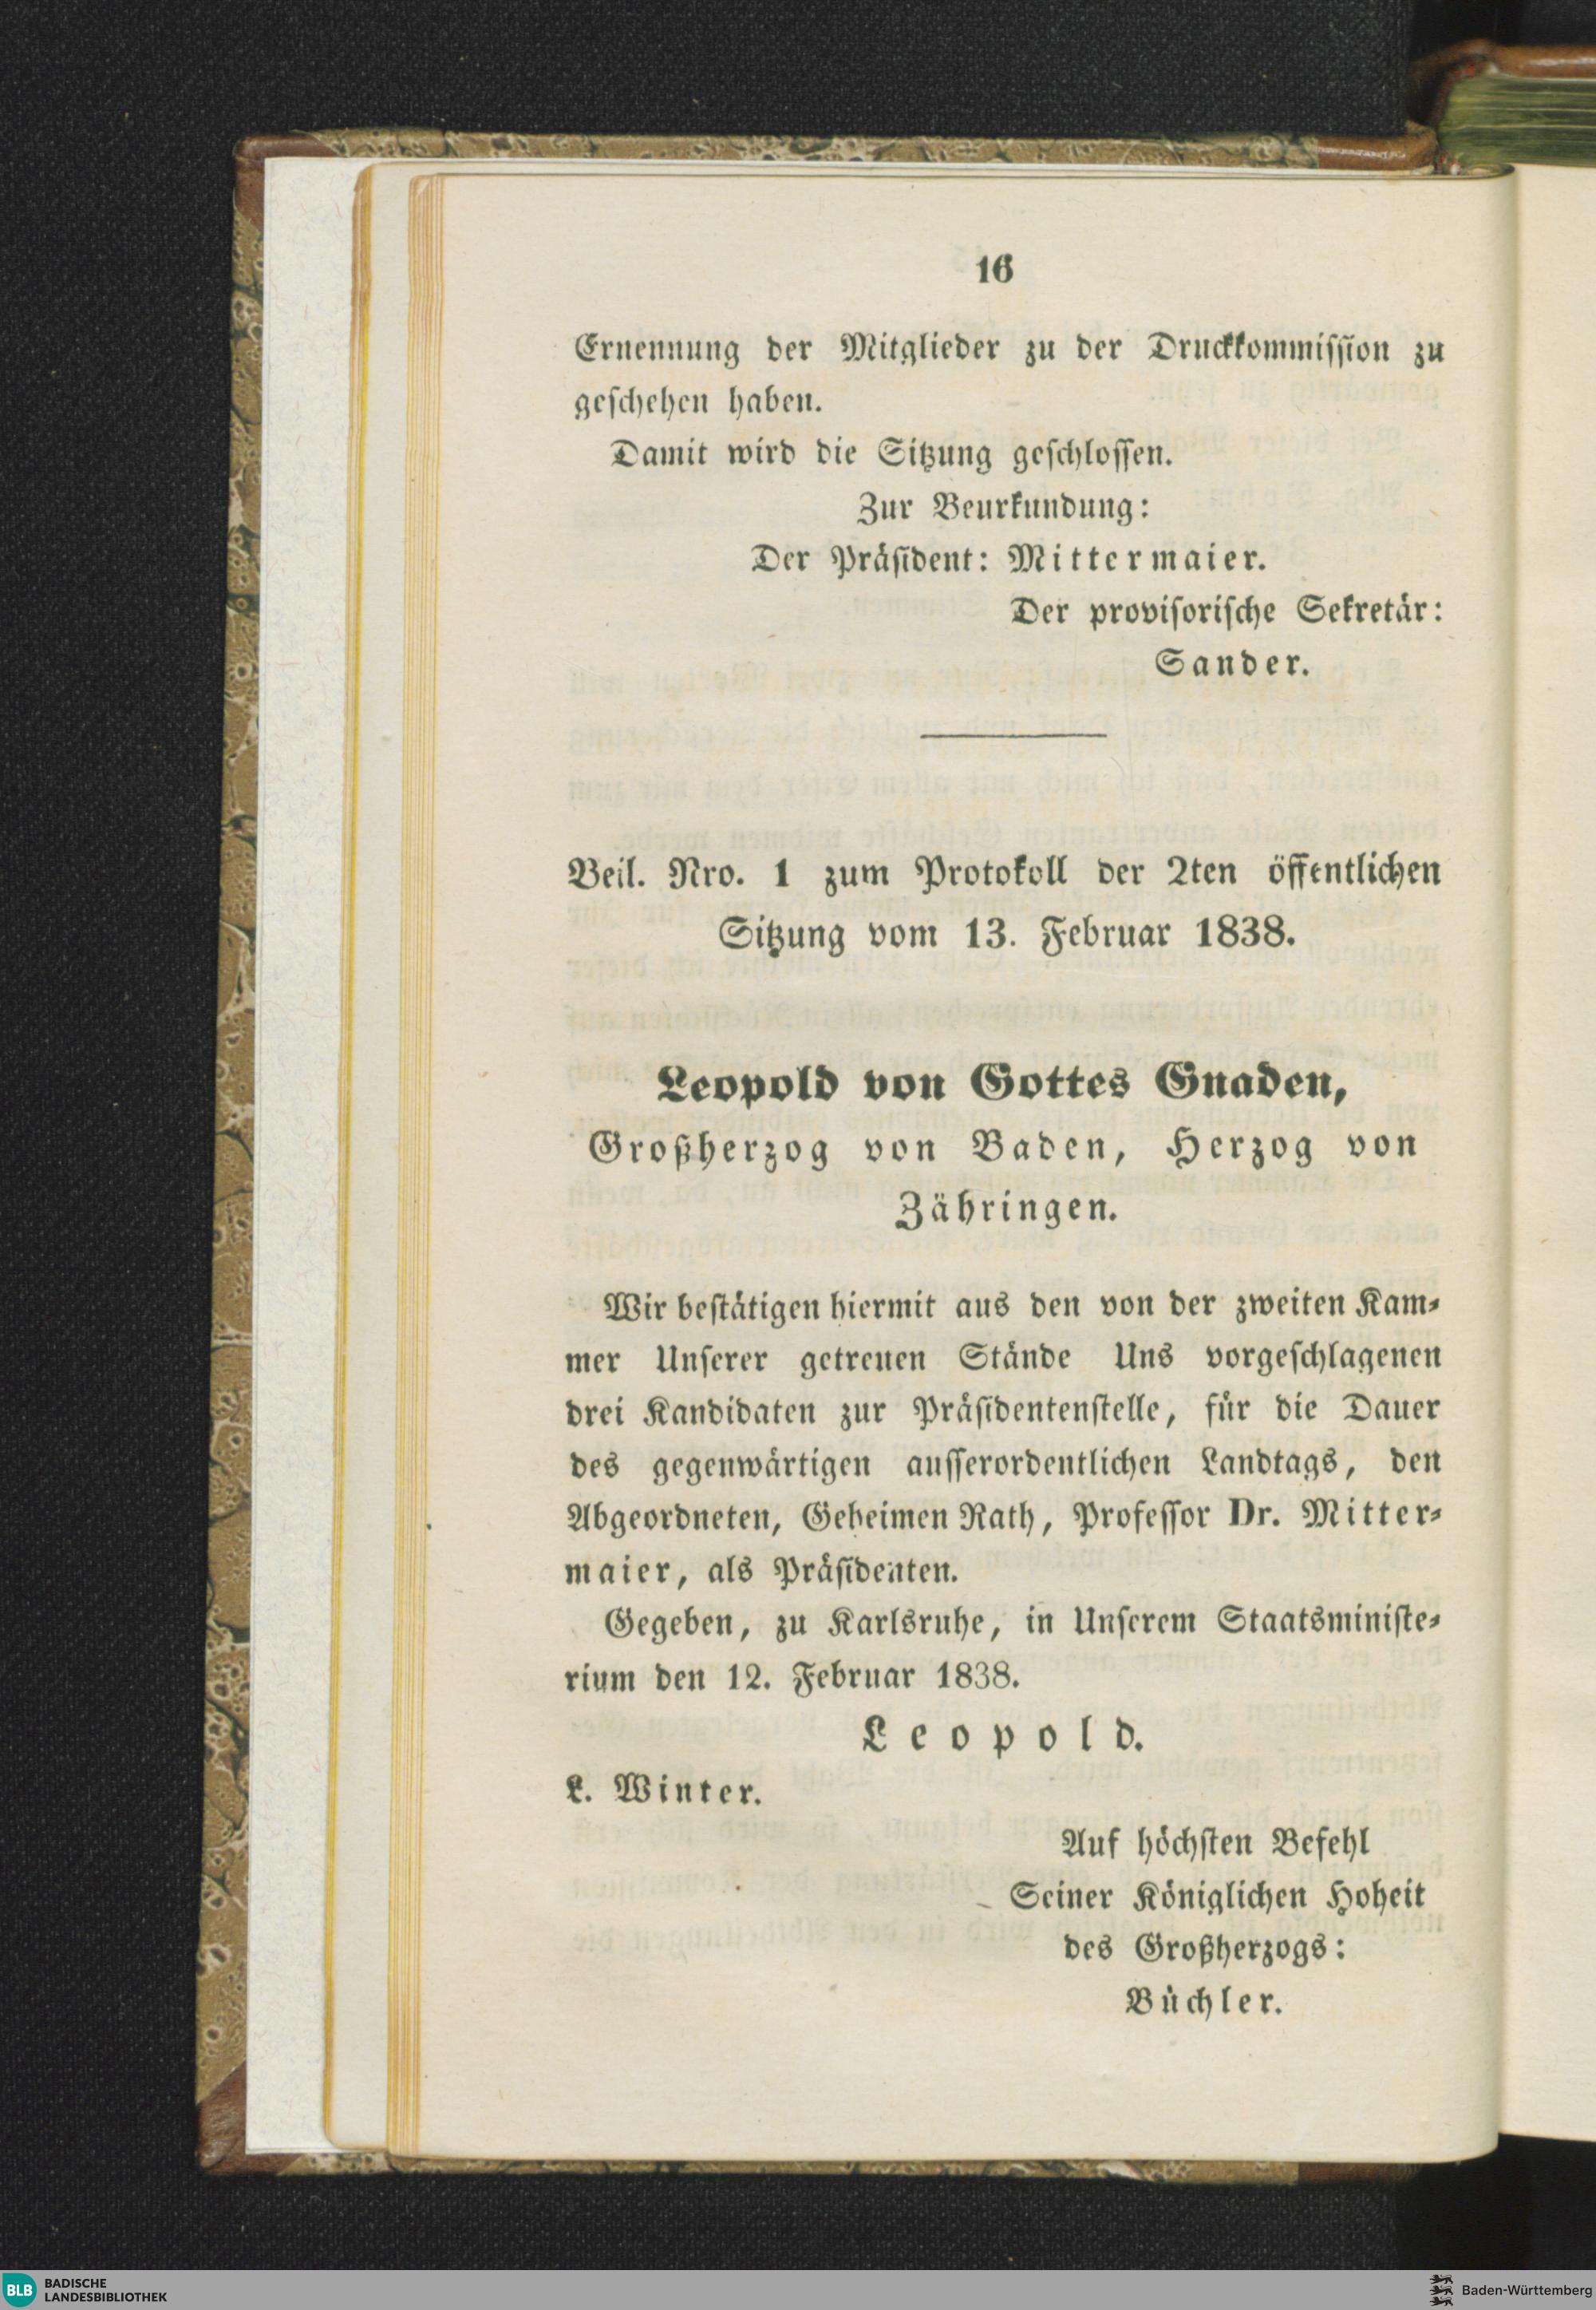 16
Ernennung der Mitglieder zu der Druckkommission zu
geschehen haben.
Damit wird die Sitzung geschlossen.
Zur Beurkundung:
Der Präsident: Mittermaier.
Der provisorische Sekretär:
Sander.
Beil. Nro. 1 zum Protokoll der 2ten öffentlichen
Sitzung vom 13. Februar 1838.
Leopold von Gottes Gnaden,
Großherzog von Baden, Herzog von
Zähringen.
Wir bestätigen hiermit aus den von der zweiten Kam-
mer Unserer getreuen Stände Uns vorgeschlagenen
drei Kandidaten zur Präsidentenstelle, für die Dauer
des gegenwärtigen ausserordentlichen Landtags, den
Abgeordneten, Geheimen Rath, Professor Dr. Mitter-
maier, als Präsidenten.
Gegeben, zu Karlsruhe, in Unserem Staatsministe-
rium den 12. Februar 1838.
Leopold.
L. Winter.
Auf höchsten Befehl
Seiner Königlichen Hoheit
des Großherzogs:
Büchler.
BLB BADISCHE
LANDESBIBLIOTHEK
Baden-Württemberg